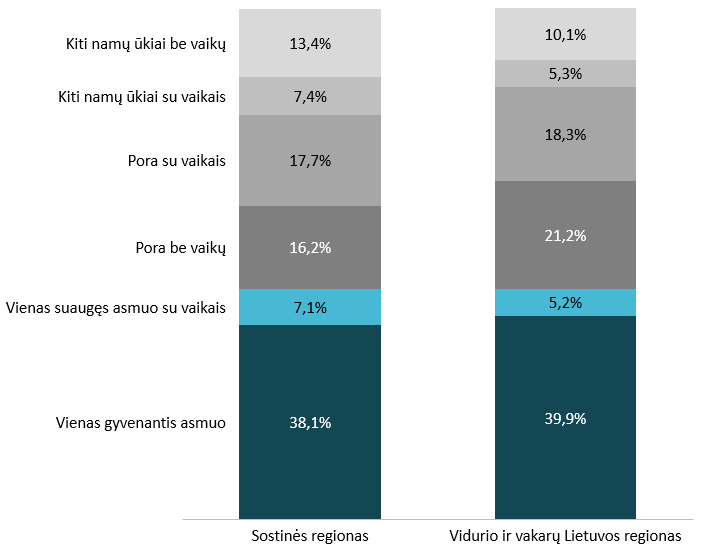 Kiti namų ūkiai be vaikų 13,4% 10,1%
Kiti namų ūkiai su vaikais 7,4% 5,3%
Pora su vaikais 17,7% 18,3%
Pora be vaikų 16,2% 21,2%
Vienas suaugęs asmuo su vaikais 7,1% 5,2%
Vienas gyvenantis asmuo 38,1% 39,9%
Sostinės regionas Vidurio ir vakarų Lietuvos regionas